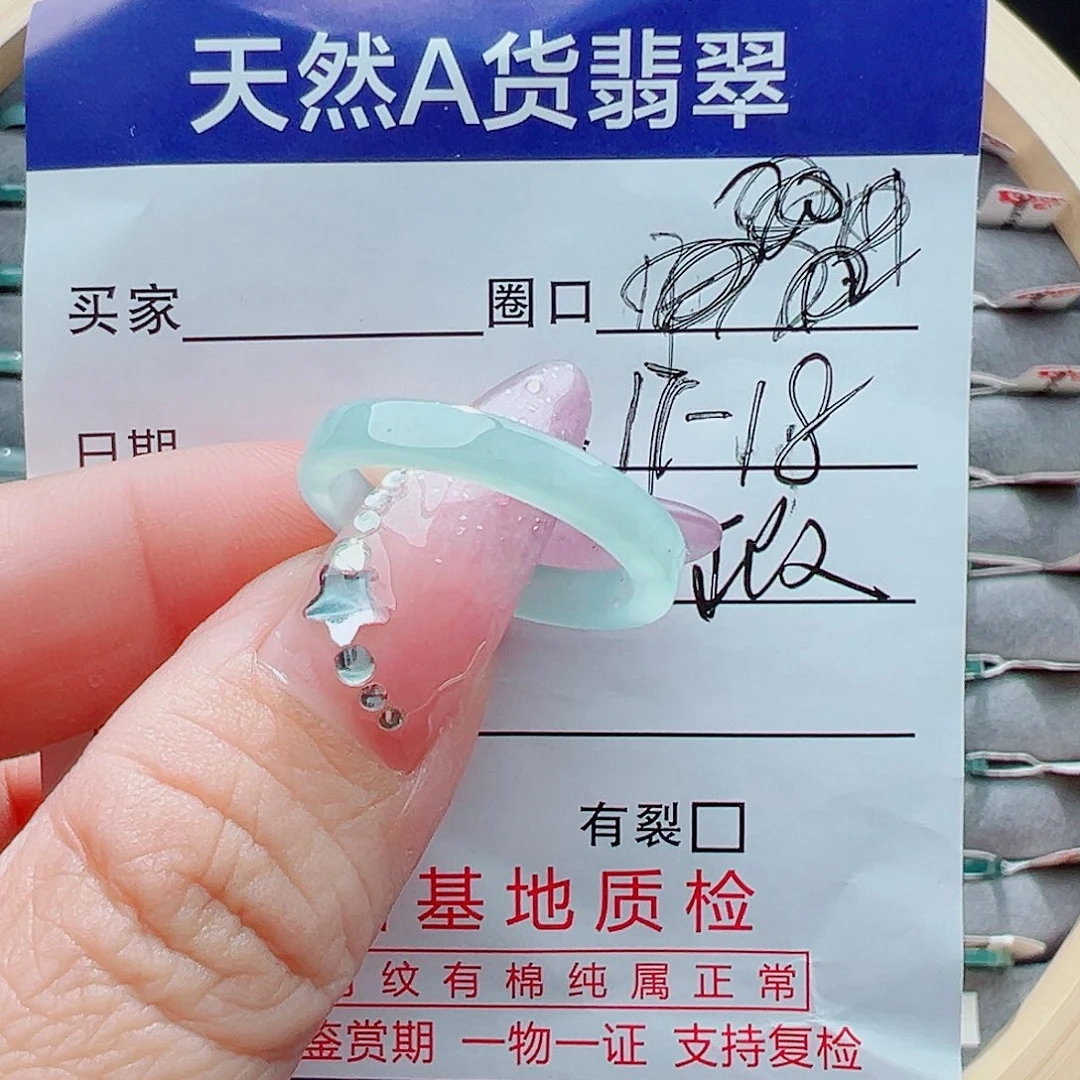 天然A货翡翠
买家 圈口
日期 17-18
有裂
基地质检
纹有棉纯属正常
鉴赏期 一物一证 支持复检